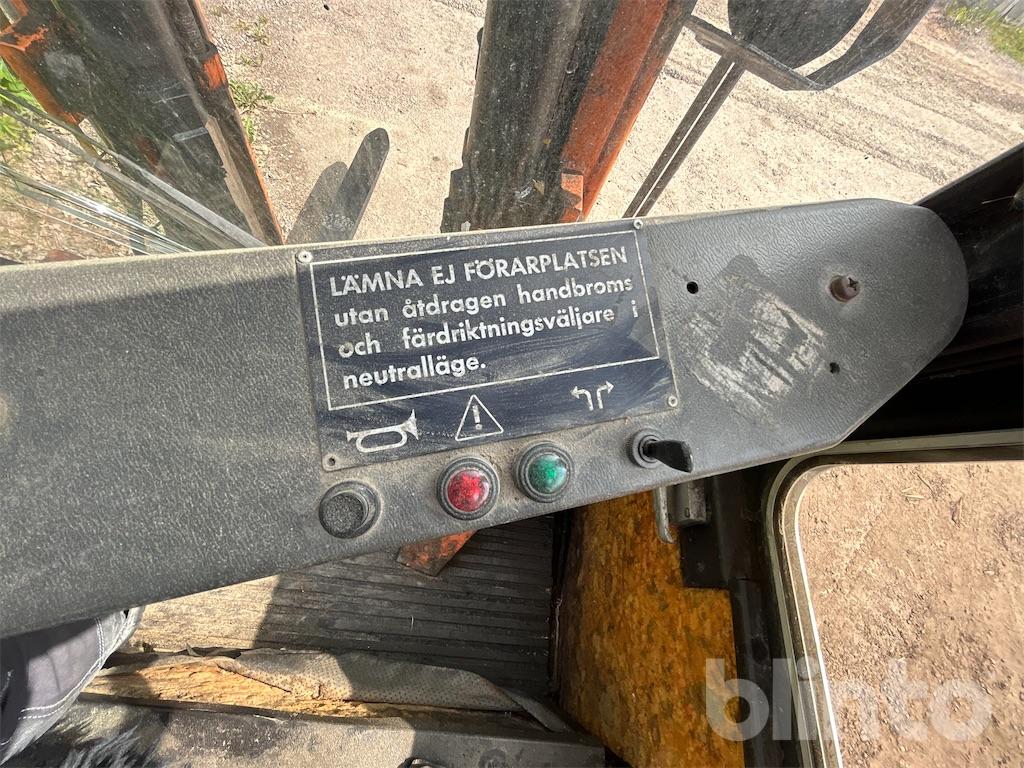 LÄMNA EJ FÖRARPLATSEN
utan åtdragen handbroms
och färdriktningsväljare i
neutralläge.
blinto